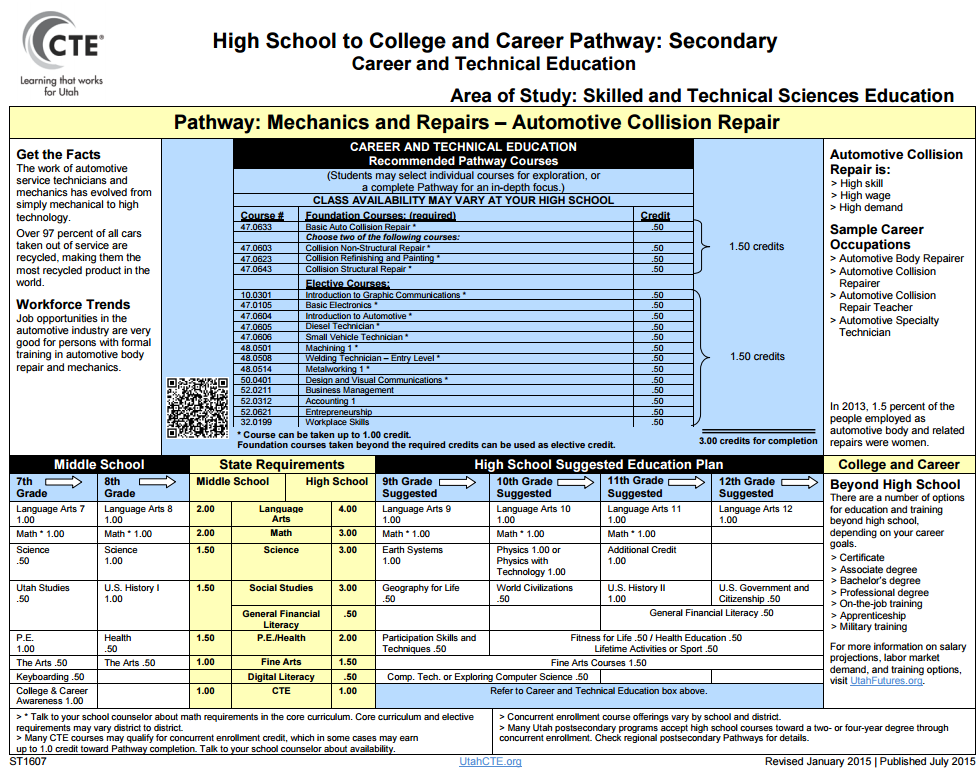 CTE®
Learning that works
for Utah
High School to College and Career Pathway: Secondary
Career and Technical Education
Area of Study: Skilled and Technical Sciences Education
Pathway: Mechanics and Repairs – Automotive Collision Repair
Get the Facts
The work of automotive
service technicians and
mechanics has evolved from
simply mechanical to high
technology.
Over 97 percent of all cars
taken out of service are
recycled, making them the
most recycled product in the
world.
Workforce Trends
Job opportunities in the
automotive industry are very
good for persons with formal
training in automotive body
repair and mechanics.
CAREER AND TECHNICAL EDUCATION
Recommended Pathway Courses
(Students may select individual courses for exploration, or
a complete Pathway for an in-depth focus.)
CLASS AVAILABILITY MAY VARY AT YOUR HIGH SCHOOL
Course # Foundation Courses: (required) Credit
47.0633 Basic Auto Collision Repair * .50
Choose two of the following courses:
47.0603 Collision Non-Structural Repair * .50
47.0623 Collision Refinishing and Painting * .50
47.0643 Collision Structural Repair * .50
1.50 credits
Elective Courses:
10.0301 Introduction to Graphic Communications * .50
47.0105 Basic Electronics * .50
47.0604 Introduction to Automotive * .50
47.0605 Diesel Technician * .50
47.0606 Small Vehicle Technician * .50
48.0501 Machining 1 * .50
48.0508 Welding Technician – Entry Level * .50
48.0514 Metalworking 1 * .50
50.0401 Design and Visual Communications * .50
52.0211 Business Management .50
52.0312 Accounting 1 .50
52.0621 Entrepreneurship .50
32.0199 Workplace Skills .50
1.50 credits
* Course can be taken up to 1.00 credit.
Foundation courses taken beyond the required credits can be used as elective credit.
3.00 credits for completion
Automotive Collision
Repair is:
> High skill
> High wage
> High demand
Sample Career
Occupations
> Automotive Body Repairer
> Automotive Collision
Repairer
> Automotive Collision
Repair Teacher
> Automotive Specialty
Technician
In 2013, 1.5 percent of the
people employed as
automotive body and related
repairs were women.
Middle School State Requirements High School Suggested Education Plan College and Career
7th Grade 8th Grade Middle School High School 9th Grade Suggested 10th Grade Suggested 11th Grade Suggested 12th Grade Suggested
Language Arts 7 1.00 Language Arts 8 1.00 2.00 Language Arts 4.00 Language Arts 9 1.00 Language Arts 10 1.00 Language Arts 11 1.00 Language Arts 12 1.00
Math * 1.00 Math * 1.00 2.00 Math 3.00 Math * 1.00 Math * 1.00 Math * 1.00
Science .50 Science 1.00 1.50 Science 3.00 Earth Systems 1.00 Physics 1.00 or Physics with Technology 1.00 Additional Credit 1.00
Utah Studies .50 U.S. History I 1.00 1.50 Social Studies 3.00 Geography for Life .50 World Civilizations .50 U.S. History II 1.00 U.S. Government and Citizenship .50
General Financial Literacy .50 General Financial Literacy .50
P.E. 1.00 Health .50 1.50 P.E./Health 2.00 Participation Skills and Techniques .50 Fitness for Life .50 / Health Education .50 Lifetime Activities or Sport .50
The Arts .50 The Arts .50 1.00 Fine Arts 1.50 Fine Arts Courses 1.50
Keyboarding .50 Digital Literacy .50 Comp. Tech. or Exploring Computer Science .50
College & Career Awareness 1.00 1.00 CTE 1.00 Refer to Career and Technical Education box above.
Beyond High School
There are a number of options
for education and training
beyond high school,
depending on your career
goals.
> Certificate
> Associate degree
> Bachelor's degree
> Professional degree
> On-the-job training
> Apprenticeship
> Military training
For more information on salary
projections, labor market
demand, and training options,
visit UtahFutures.org.
> * Talk to your school counselor about math requirements in the core curriculum. Core curriculum and elective
requirements may vary district to district.
> Many CTE courses may qualify for concurrent enrollment credit, which in some cases may earn
up to 1.0 credit toward Pathway completion. Talk to your school counselor about availability.
> Concurrent enrollment course offerings vary by school and district.
> Many Utah postsecondary programs accept high school courses toward a two- or four-year degree through
concurrent enrollment. Check regional postsecondary Pathways for details.
ST1607 UtahCTE.org Revised January 2015 | Published July 2015